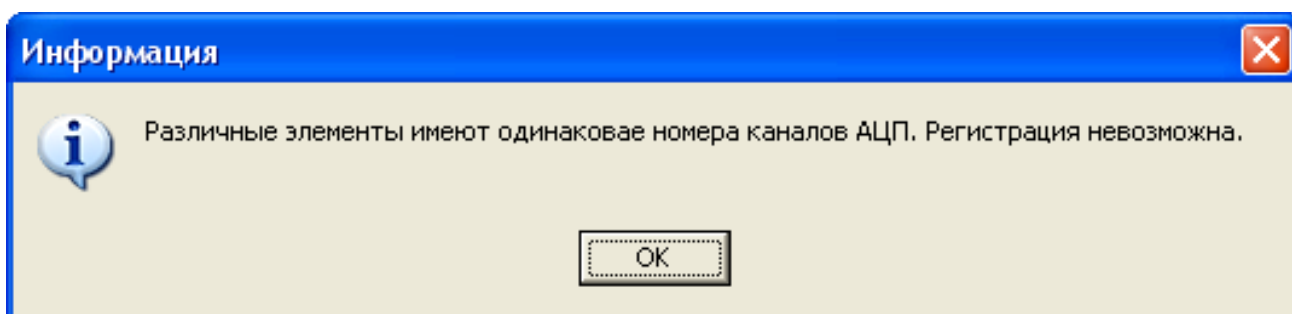 Информация
Различные элементы имеют одинаковае номера каналов АЦП. Регистрация невозможна.
OK